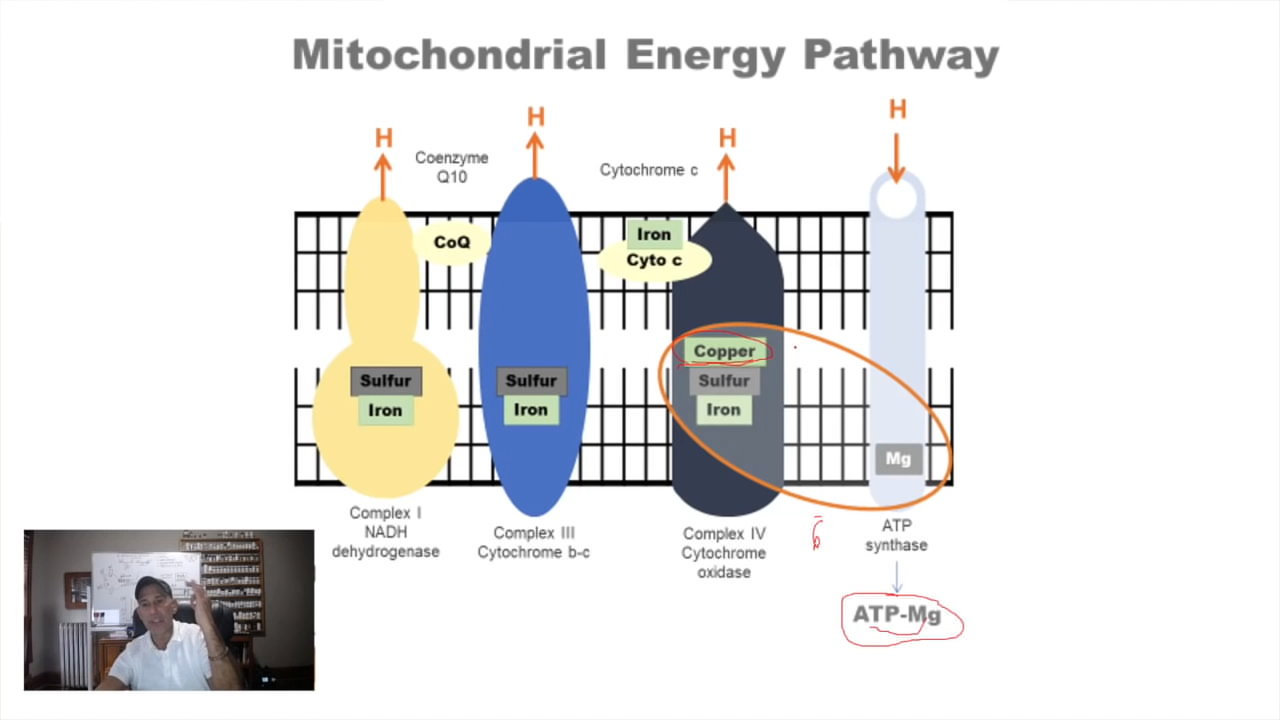 Mitochondrial Energy Pathway
H
H
H
H
Coenzyme
Q10
Cytochrome c
CoQ
Iron
Cyto c
Copper
Sulfur
Sulfur
Sulfur
Iron
Iron
Iron
Mg
Complex I
NADH
dehydrogenase
Complex III
Cytochrome b-c
Complex IV
Cytochrome
oxidase
ATP
synthase
ATP-Mg